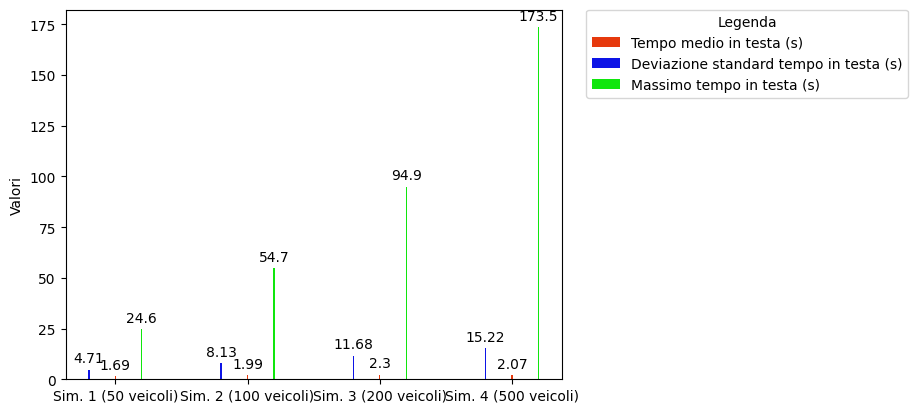 175
150
125
100
75
50
25
0
Valori
173.5
94.9
54.7
24.6
4.71
1.69
8.13
1.99
11.68
2.3
15.22
2.07
Sim. 1 (50 veicoli)
Sim. 2 (100 veicoli)
Sim. 3 (200 veicoli)
Sim. 4 (500 veicoli)
Legenda
Tempo medio in testa (s)
Deviazione standard tempo in testa (s)
Massimo tempo in testa (s)